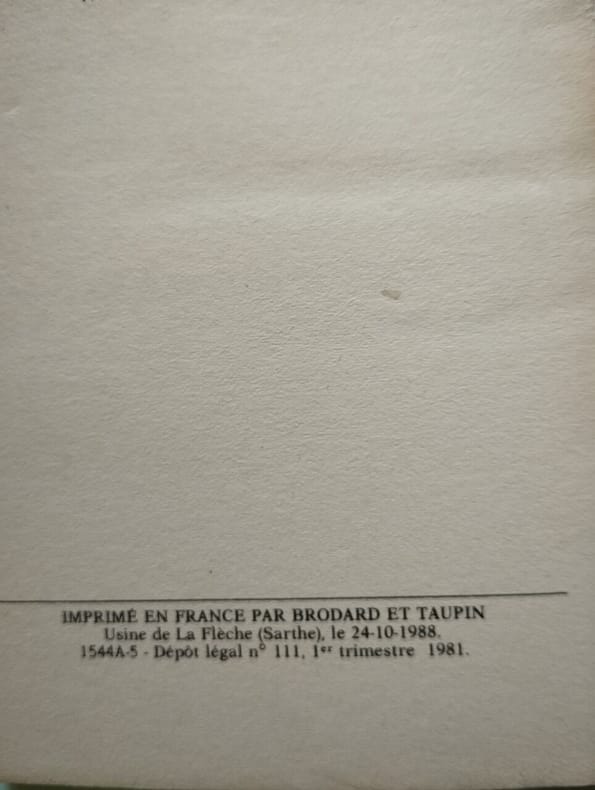 IMPRIMÉ EN FRANCE PAR BRODARD ET TAUPIN
Usine de La Flèche (Sarthe), le 24-10-1988.
1544A-5 - Dépôt légal n° 111, 1er trimestre 1981.